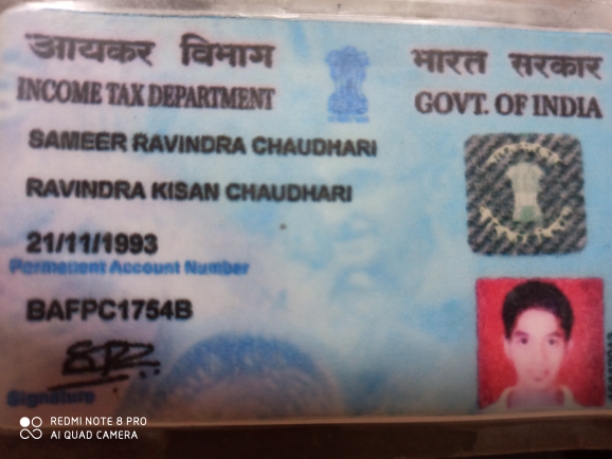 आयकर विभाग
भारत सरकार
INCOME TAX DEPARTMENT
GOVT. OF INDIA
SAMEER RAVINDRA CHAUDHARI
RAVINDRA KISAN CHAUDHARI
21/11/1993
Permanent Account Number
BAFPC1754B
Signature
REDMI NOTE 8 PRO
AI QUAD CAMERA